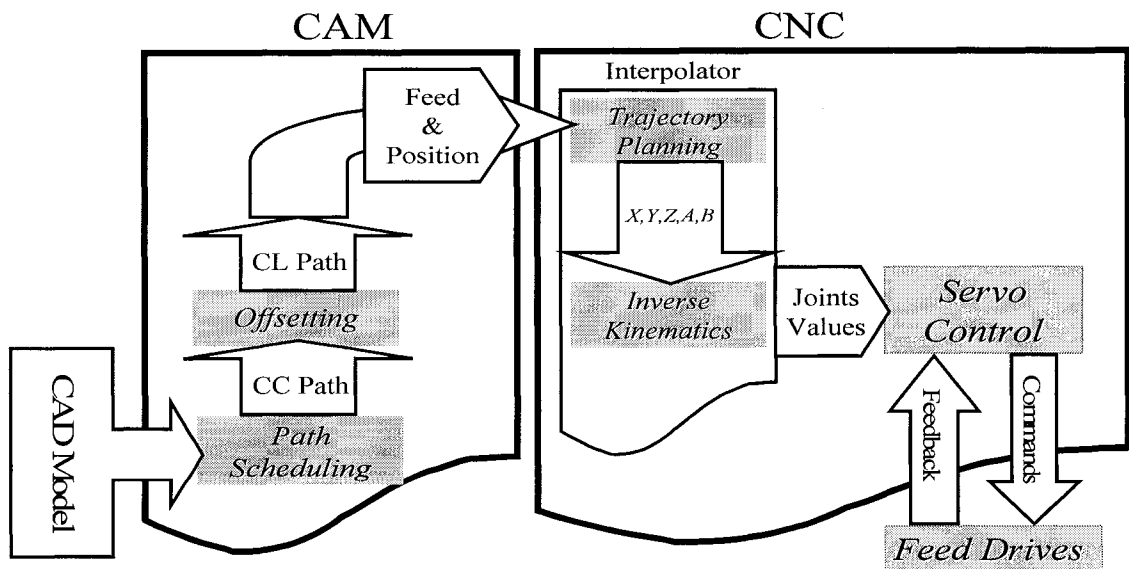 CAM
CNC
Feed
&
Position
CL Path
Offsetting
CC Path
Path
Scheduling
CAD Model
Interpolator
Trajectory
Planning
X,Y,Z,A,B
Inverse
Kinematics
Joints
Values
Servo
Control
Feedback
Commands
Feed Drives